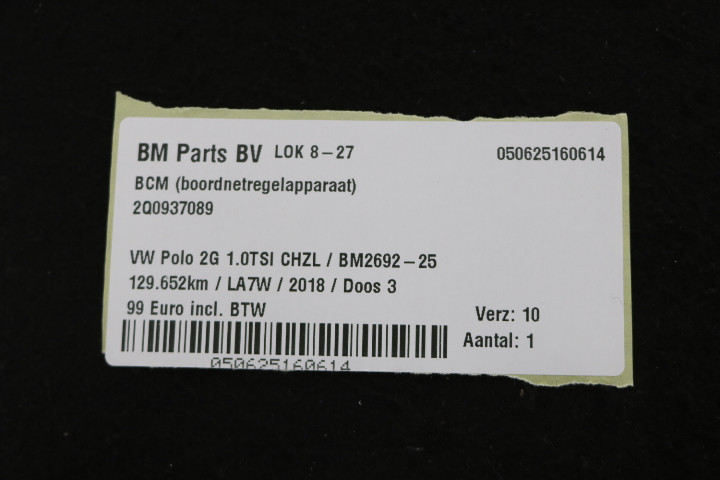 BM Parts BV LOK 8-27 050625160614
BCM (boordnetregelapparaat)
2Q0937089
VW Polo 2G 1.0TSI CHZL / BM2692-25
129.652km / LA7W / 2018 / Doos 3
99 Euro incl. BTW
Verz: 10
Aantal: 1
050625160614